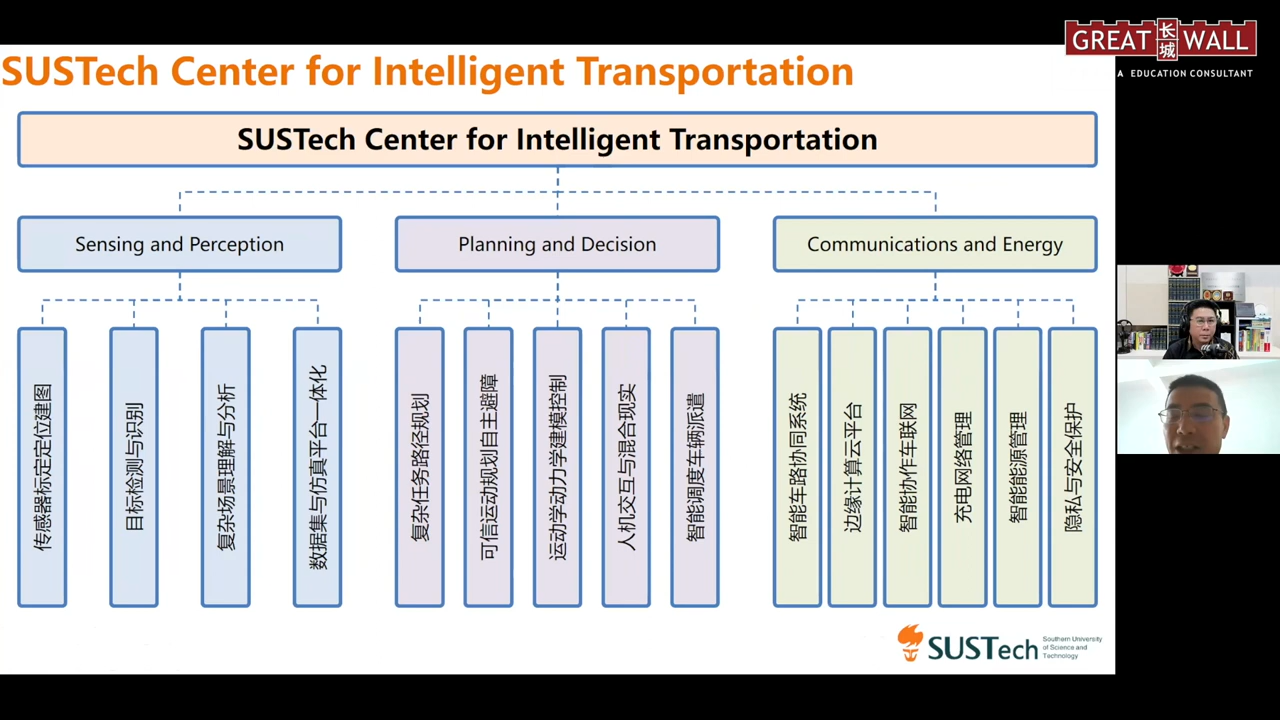 GREAT 长城 WALL
A EDUCATION CONSULTANT
SUSTech Center for Intelligent Transportation
SUSTech Center for Intelligent Transportation
Sensing and Perception
Planning and Decision
Communications and Energy
传感器标定定位建图
目标检测与识别
复杂场景理解与分析
数据集与仿真平台一体化
复杂任务路径规划
可信运动规划自主避障
运动学动力学建模控制
人机交互与混合现实
智能调度车辆派遣
智能车路协同系统
边缘计算云平台
智能协作车联网
充电网络管理
智能能源管理
隐私与安全保护
SUSTech
Southern University
of Science and
Technology